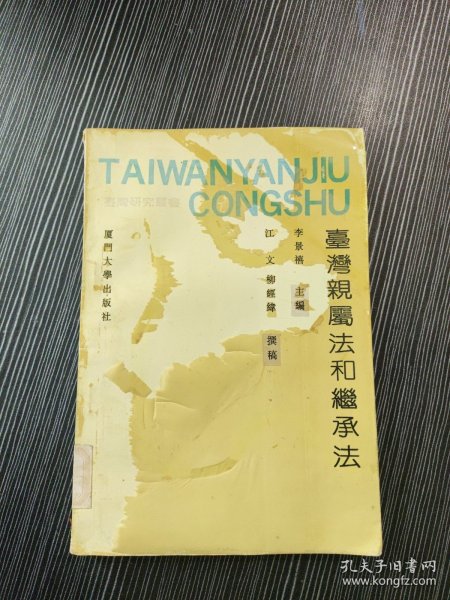 TAIWANYANJIU
CONGSHU
臺灣研究叢書
臺灣親屬法和繼承法
李景禧 主編
江文 柳經緯 撰稿
厦門大學出版社
孔夫子旧书网
www.kongfz.com